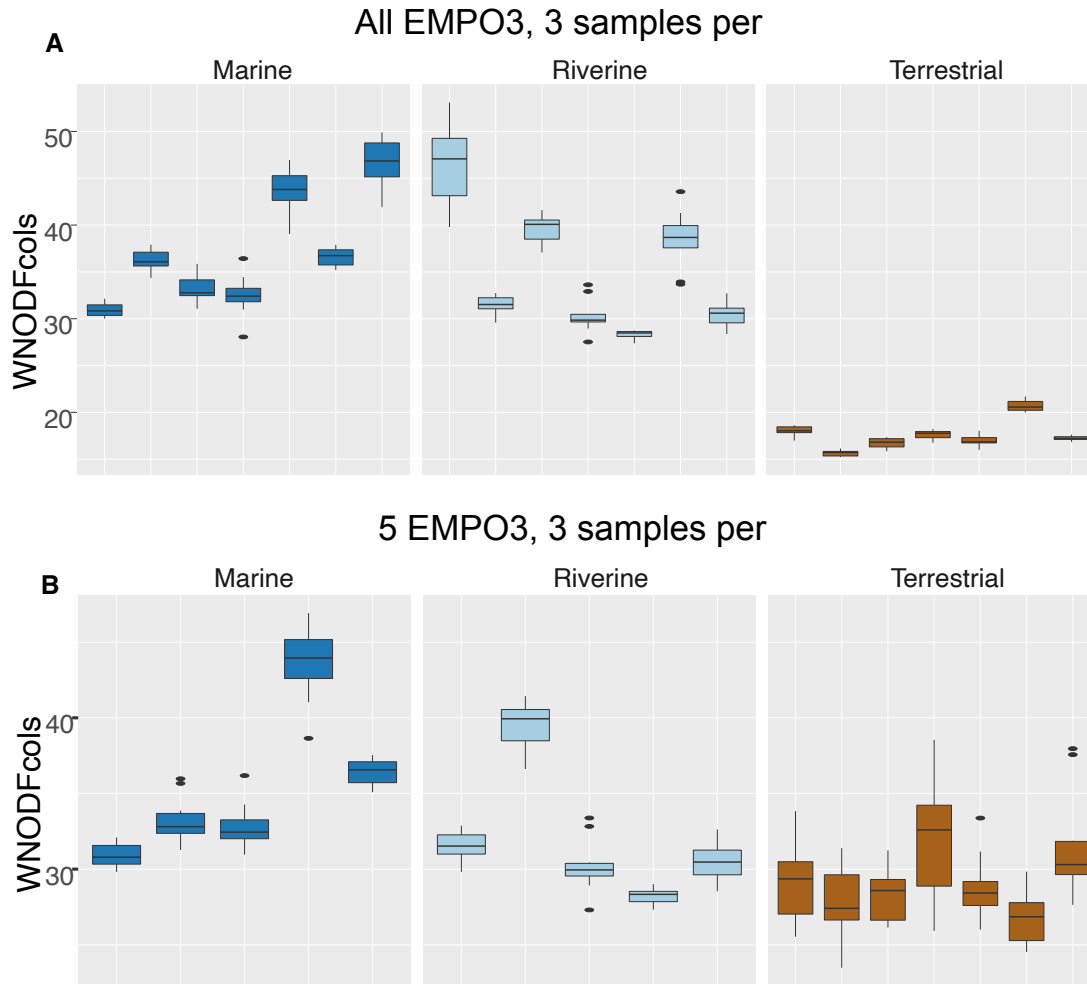 All EMPO3, 3 samples per
A
Marine Riverine Terrestrial
50
40
30
20
WNODFcols
5 EMPO3, 3 samples per
B
Marine Riverine Terrestrial
40
30
WNODFcols